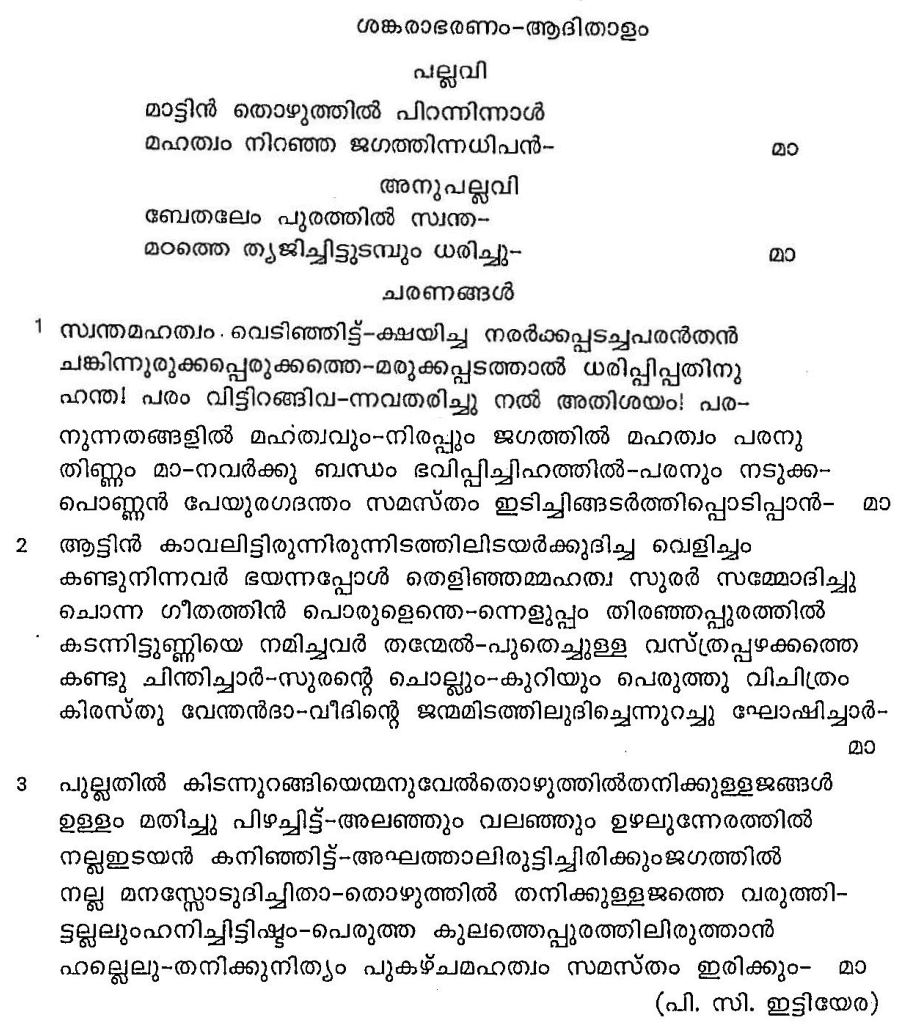 ശങ്കരാഭരണം-ആദിതാളം
പല്ലവി
മാട്ടിൻ തൊഴുത്തിൽ പിറന്നിന്നാൾ
മഹത്വം നിറഞ്ഞ ജഗത്തിന്നധിപൻ- മാ
അനുപല്ലവി
ബേതലേം പുരത്തിൽ സ്വന്ത-
മഠത്തെ ത്യജിച്ചിട്ടുടമ്പും ധരിച്ചു- മാ
ചരണങ്ങൾ
1 സ്വന്തമഹത്വം വെടിഞ്ഞിട്ട്-ക്ഷയിച്ച നരർക്കപ്പടച്ചപരൻതൻ
ചങ്കിന്നുരുക്കപ്പെരുക്കത്തെ-മരുക്കപ്പടത്താൽ ധരിപ്പിപ്പതിനു
ഹന്ത! പരം വിട്ടിറങ്ങിവ-ന്നവതരിച്ചു നൽ അതിശയം! പര-
നുന്നതങ്ങളിൽ മഹത്വവും-നിരപ്പും ജഗത്തിൽ മഹത്വം പരനു
തിണ്ണം മാ-നവർക്കു ബന്ധം ഭവിപ്പിച്ചിഹത്തിൽ-പരനും നടുക്ക-
പൊണ്ണൻ പേയുരഗദന്തം സമസ്തം ഇടിച്ചിങ്ങടർത്തിപ്പൊടിപ്പാൻ- മാ
2 ആട്ടിൻ കാവലിട്ടിരുന്നിരുന്നിടത്തിലിടയർക്കുദിച്ച വെളിച്ചം
കണ്ടുനിന്നവർ ഭയന്നപ്പോൾ തെളിഞ്ഞമ്മഹത്വ സുരർ സമ്മോദിച്ചു
ചൊന്ന ഗീതത്തിൻ പൊരുളെന്തെ-ന്നെളുപ്പം തിരഞ്ഞപ്പുരത്തിൽ
കടന്നിട്ടുണ്ണിയെ നമിച്ചവർ തന്മേൽ-പുതെച്ചുള്ള വസ്ത്രപ്പഴക്കത്തെ
കണ്ടു ചിന്തിച്ചാർ-സുരന്റെ ചൊല്ലും-കുറിയും പെരുത്തു വിചിത്രം
കിരസ്തു വേന്തൻദാ-വീദിന്റെ ജന്മമിടത്തിലുദിച്ചെന്നുറച്ചു ഘോഷിച്ചാർ-
മാ
3 പുല്ലതിൽ കിടന്നുറങ്ങിയെന്മനുവേൽതൊഴുത്തിൽതനിക്കുള്ളജങ്ങൾ
ഉള്ളം മതിച്ചു പിഴച്ചിട്ട്-അലഞ്ഞും വലഞ്ഞും ഉഴലുന്നേരത്തിൽ
നല്ലഇടയൻ കനിഞ്ഞിട്ട്-അഘത്താലിരുട്ടിച്ചിരിക്കുംജഗത്തിൽ
നല്ല മനസ്സോടുദിച്ചിതാ-തൊഴുത്തിൽ തനിക്കുള്ളജത്തെ വരുത്തി-
ട്ടല്ലലുംഹനിച്ചിട്ടിഷ്ടം-പെരുത്ത കുലത്തെപ്പുരത്തിലിരുത്താൻ
ഹല്ലെലു-തനിക്കുനിത്യം പുകഴ്ചമഹത്വം സമസ്തം ഇരിക്കും- മാ
(പി. സി. ഇട്ടിയേര)